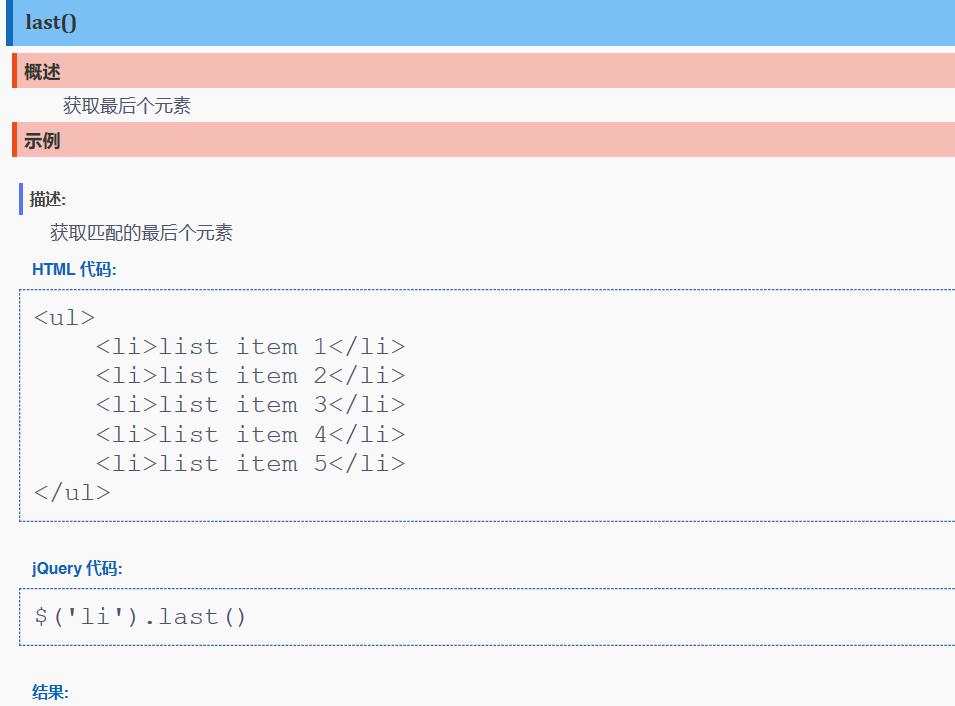 last()
概述
获取最后个元素
示例
描述:
获取匹配的最后个元素
HTML 代码:
<ul>
    <li>list item 1</li>
    <li>list item 2</li>
    <li>list item 3</li>
    <li>list item 4</li>
    <li>list item 5</li>
</ul>
jQuery 代码:
$('li').last()
结果: